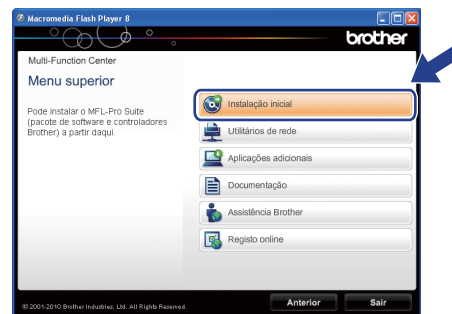 Macromedia Flash Player 8
brother
Multi-Function Center
Menu superior
Pode instalar o MFL-Pro Suite
(pacote de software e controladores
Brother) a partir daqui.
Instalação inicial
Utilitários de rede
Aplicações adicionais
Documentação
Assistência Brother
Registo online
© 2001-2010 Brother Industries, Ltd. All Rights Reserved.
Anterior
Sair